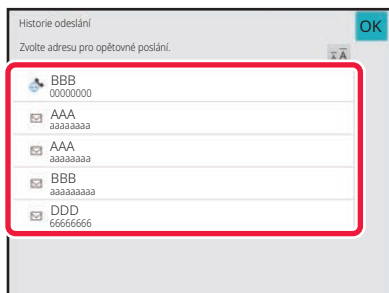 Historie odeslání
OK
Zvolte adresu pro opětovné poslání.
A A
BBB
00000000
AAA
aaaaaaaa
AAA
aaaaaaaa
BBB
aaaaaaaaa
DDD
66666666